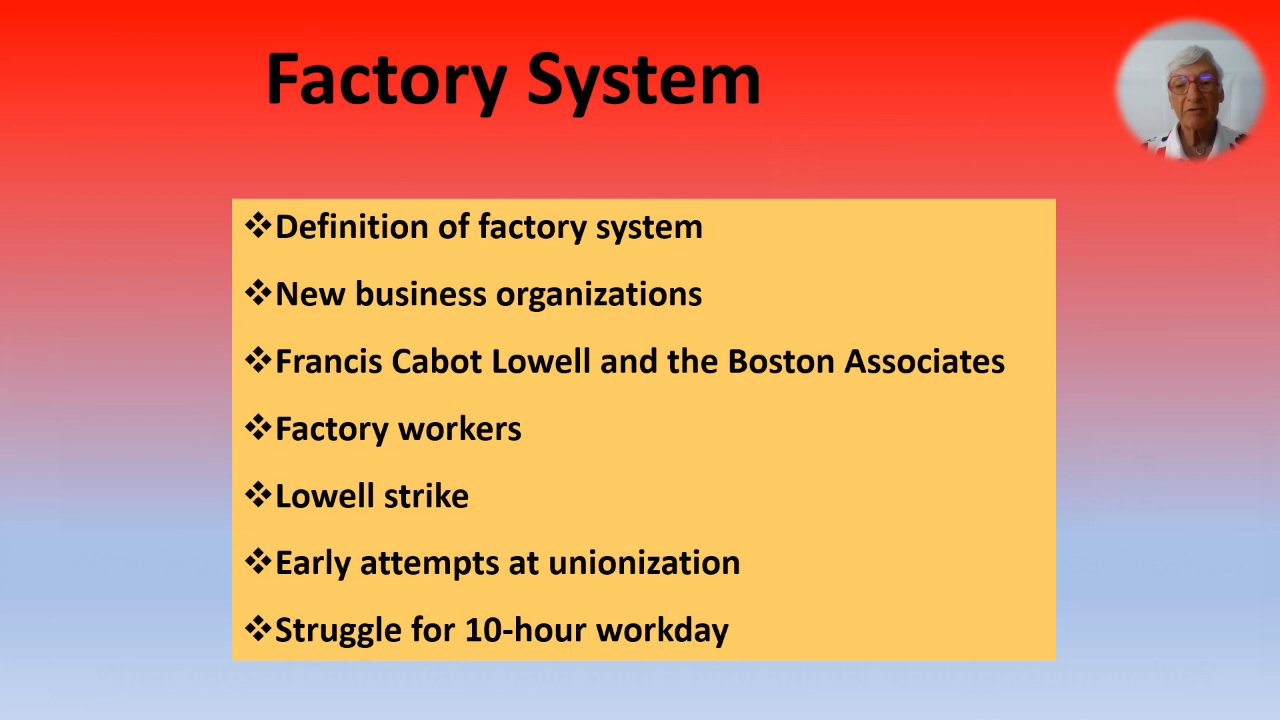 Factory System
❖Definition of factory system
❖New business organizations
❖Francis Cabot Lowell and the Boston Associates
❖Factory workers
❖Lowell strike
❖Early attempts at unionization
❖Struggle for 10-hour workday